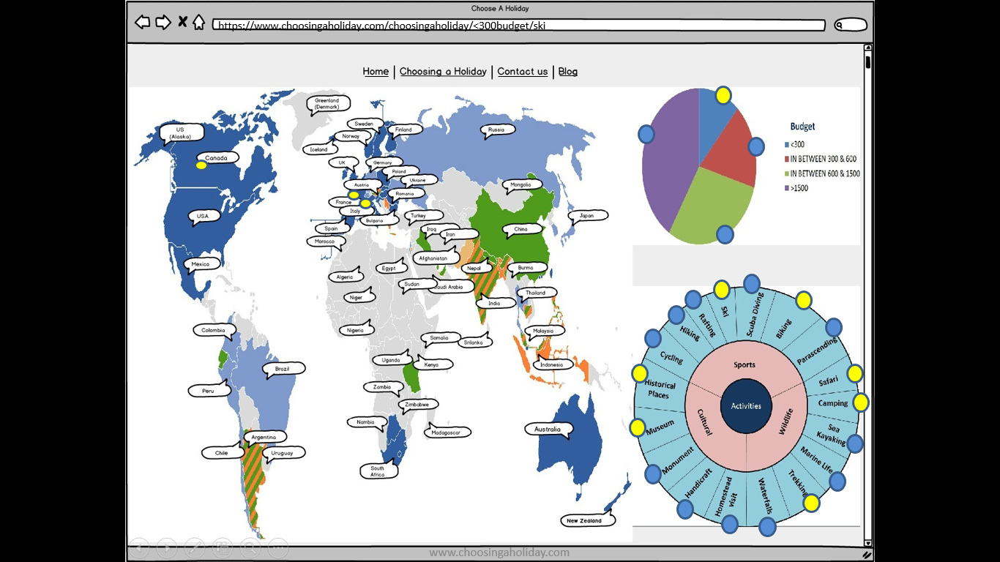 Choose A Holiday
https://www.choosingaholiday.com/choosingaholiday/<300budget/ski
Home | Choosing a Holiday | Contact us | Blog
Greenland
(Denmark)
US
(Alaska)
Canada
USA
Mexico
Sweden
Norway
Iceland
Finland
Russia
UK
Germany
Poland
Ukraine
Austria
Romania
France
Italy
Bulgaria
Spain
Morocco
Turkey
Iraq
Iran
Mongolia
Japan
China
Afghanistan
Nepal
Burma
Algeria
Egypt
Sudan
Saudi Arabia
Niger
India
Thailand
Nigeria
Somalia
Srilanka
Malaysia
Uganda
Kenya
Indonesia
Zambia
Zimbabwe
Nambia
Madagascar
South
Africa
Australia
New Zealand
Colombia
Brazil
Peru
Argentina
Chile
Uruguay
Budget
<300
IN BETWEEN 300 & 600
IN BETWEEN 600 & 1500
>1500
Activities
Sports
Wildlife
Cultural
Ski
Scuba Diving
Biking
Parascending
Safari
Camping
Sea
Kayaking
Marine Life
Trekking
Waterfalls
Homestead
visit
Handicraft
Monument
Museum
Historical
Places
Cycling
Hiking
Rafting
www.choosingaholiday.com